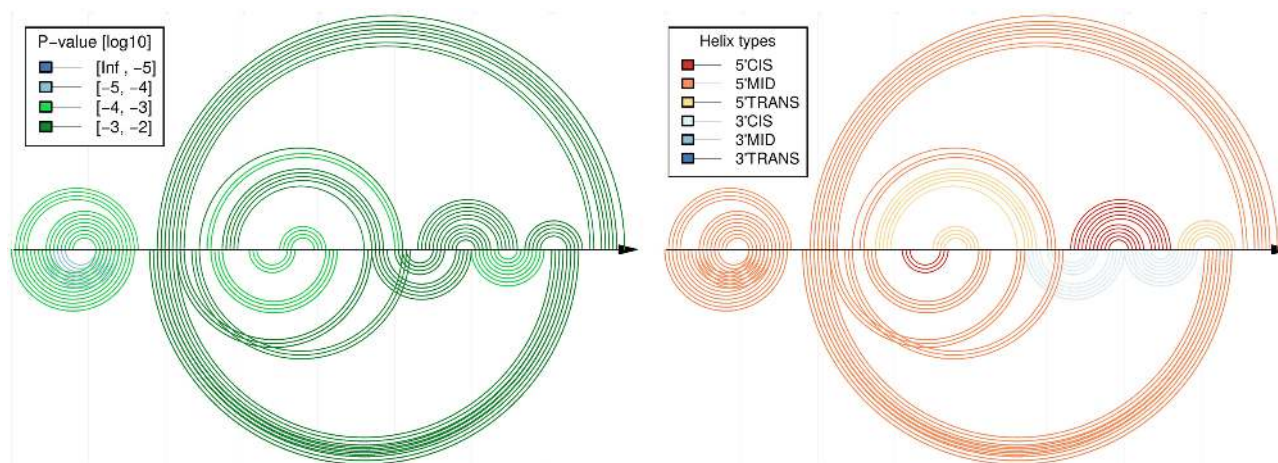 P-value [log10]
[Inf , -5]
[-5, -4]
[-4, -3]
[-3, -2]
Helix types
5'CIS
5'MID
5'TRANS
3'CIS
3'MID
3'TRANS